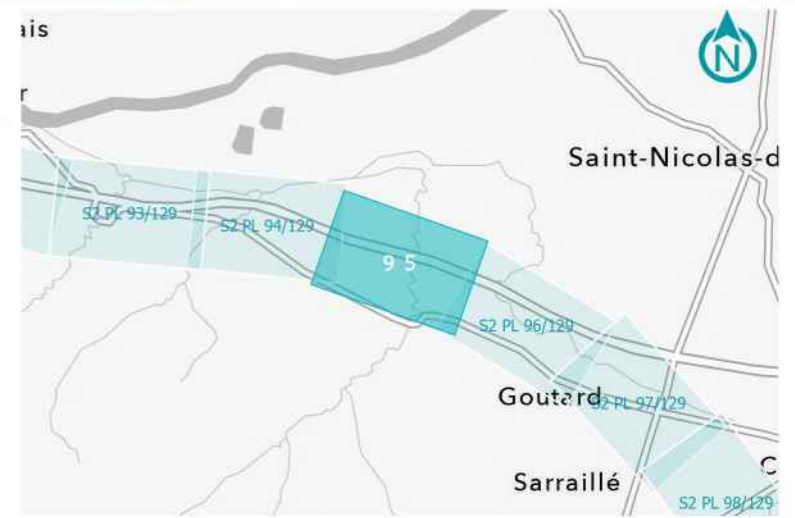 ais
N
r
Saint-Nicolas-d
S2 PL 93/129
S2 PL 94/129
9 5
S2 PL 96/129
Goutard
S2 PL 97/129
C
Sarraillé
S2 PL 98/129